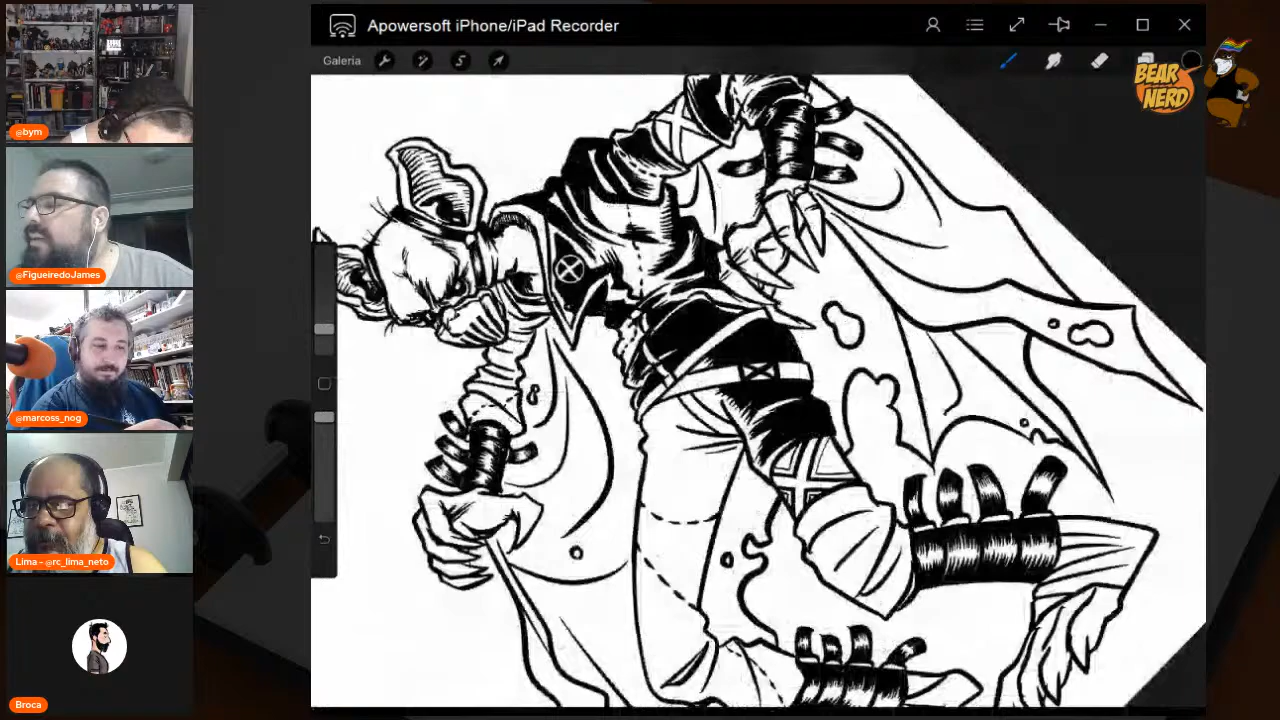 Apowersoft iPhone/iPad Recorder
Galeria
BEAR
NERD
@bym
@FigueiredoJames
@marcoss_nog
Lima - @rc_lima_neto
Broca